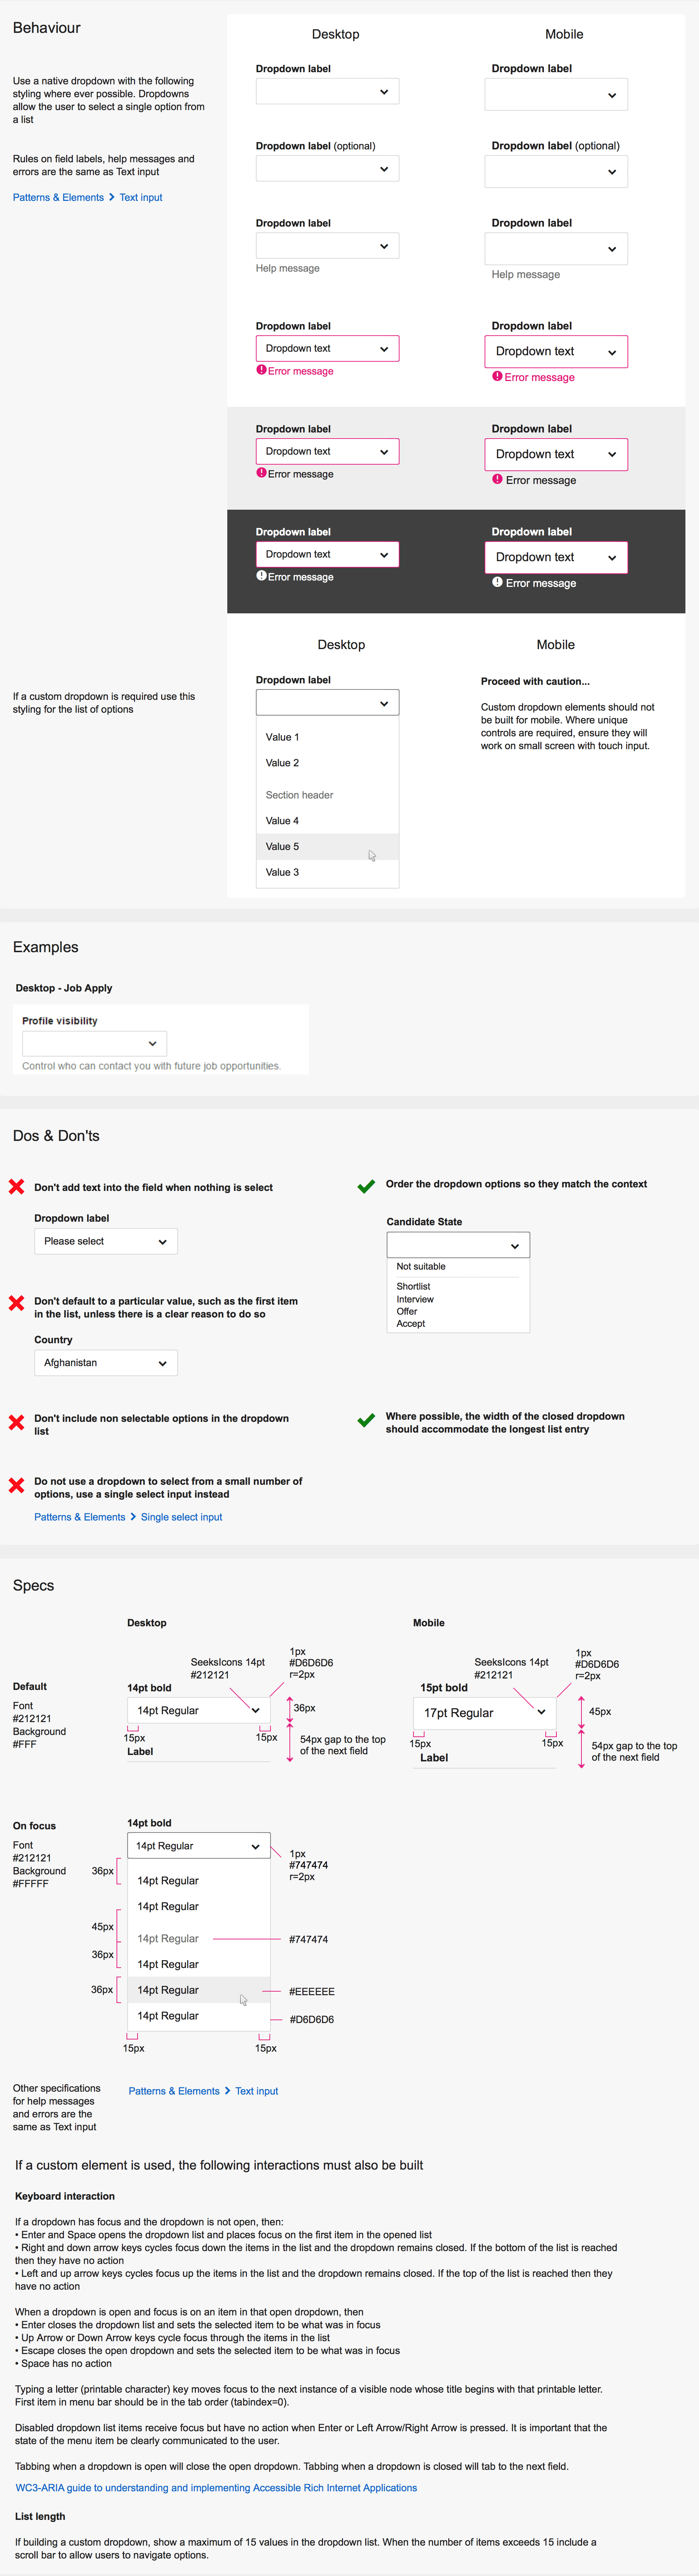 Behaviour
Desktop
Mobile
Use a native dropdown with the following
styling where ever possible. Dropdowns
allow the user to select a single option from
a list
Rules on field labels, help messages and
errors are the same as Text input
Patterns & Elements > Text input
Dropdown label
Dropdown label
Dropdown label (optional)
Dropdown label (optional)
Dropdown label
Help message
Dropdown label
Help message
Dropdown label
Dropdown text
Error message
Dropdown label
Dropdown text
Error message
Dropdown label
Dropdown text
Error message
Dropdown label
Dropdown text
Error message
Dropdown label
Dropdown text
Error message
Dropdown label
Dropdown text
Error message
If a custom dropdown is required use this
styling for the list of options
Desktop
Dropdown label
Value 1
Value 2
Section header
Value 4
Value 5
Value 3
Mobile
Proceed with caution...
Custom dropdown elements should not
be built for mobile. Where unique
controls are required, ensure they will
work on small screen with touch input.
Examples
Desktop - Job Apply
Profile visibility
Control who can contact you with future job opportunities.
Dos & Don'ts
Don't add text into the field when nothing is select
Dropdown label
Please select
Don't default to a particular value, such as the first item
in the list, unless there is a clear reason to do so
Country
Afghanistan
Don't include non selectable options in the dropdown
list
Do not use a dropdown to select from a small number of
options, use a single select input instead
Patterns & Elements > Single select input
Order the dropdown options so they match the context
Candidate State
Not suitable
Shortlist
Interview
Offer
Accept
Where possible, the width of the closed dropdown
should accommodate the longest list entry
Specs
Desktop
Mobile
Default
Font
#212121
Background
#FFF
SeeksIcons 14pt
#212121
1px
#D6D6D6
r=2px
14pt bold
14pt Regular
36px
15px
15px
Label
54px gap to the top
of the next field
SeeksIcons 14pt
#212121
1px
#D6D6D6
r=2px
15pt bold
17pt Regular
45px
15px
15px
Label
54px gap to the top
of the next field
On focus
Font
#212121
Background
#FFFFF
14pt bold
14pt Regular
1px
#747474
r=2px
36px
14pt Regular
14pt Regular
45px
14pt Regular
#747474
36px
14pt Regular
36px
14pt Regular
#EEEEEE
14pt Regular
#D6D6D6
15px
15px
Other specifications
for help messages
and errors are the
same as Text input
Patterns & Elements > Text input
If a custom element is used, the following interactions must also be built
Keyboard interaction
If a dropdown has focus and the dropdown is not open, then:
• Enter and Space opens the dropdown list and places focus on the first item in the opened list
• Right and down arrow keys cycles focus down the items in the list and the dropdown remains closed. If the bottom of the list is reached
then they have no action
• Left and up arrow keys cycles focus up the items in the list and the dropdown remains closed. If the top of the list is reached then they
have no action
When a dropdown is open and focus is on an item in that open dropdown, then
• Enter closes the dropdown list and sets the selected item to be what was in focus
• Up Arrow or Down Arrow keys cycle focus through the items in the list
• Escape closes the open dropdown and sets the selected item to be what was in focus
• Space has no action
Typing a letter (printable character) key moves focus to the next instance of a visible node whose title begins with that printable letter.
First item in menu bar should be in the tab order (tabindex=0).
Disabled dropdown list items receive focus but have no action when Enter or Left Arrow/Right Arrow is pressed. It is important that the
state of the menu item be clearly communicated to the user.
Tabbing when a dropdown is open will close the open dropdown. Tabbing when a dropdown is closed will tab to the next field.
WC3-ARIA guide to understanding and implementing Accessible Rich Internet Applications
List length
If building a custom dropdown, show a maximum of 15 values in the dropdown list. When the number of items exceeds 15 include a
scroll bar to allow users to navigate options.